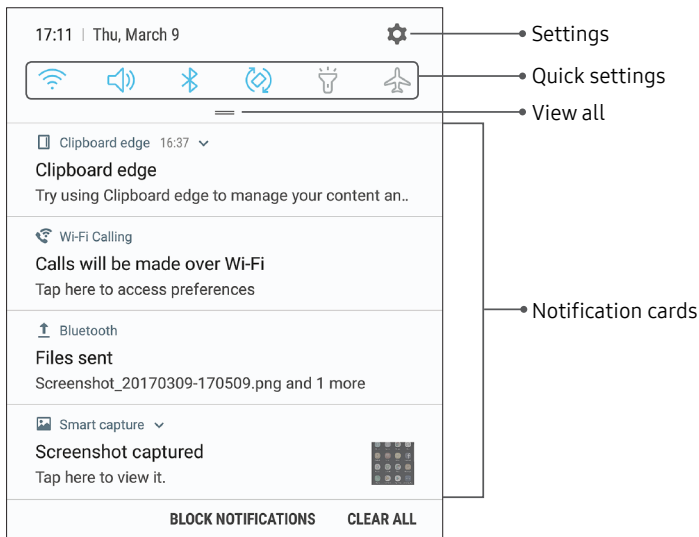 17:11 | Thu, March 9
Settings
Quick settings
View all
Clipboard edge 16:37
Clipboard edge
Try using Clipboard edge to manage your content an..
Wi-Fi Calling
Calls will be made over Wi-Fi
Tap here to access preferences
Notification cards
Bluetooth
Files sent
Screenshot_20170309-170509.png and 1 more
Smart capture
Screenshot captured
Tap here to view it.
BLOCK NOTIFICATIONS CLEAR ALL